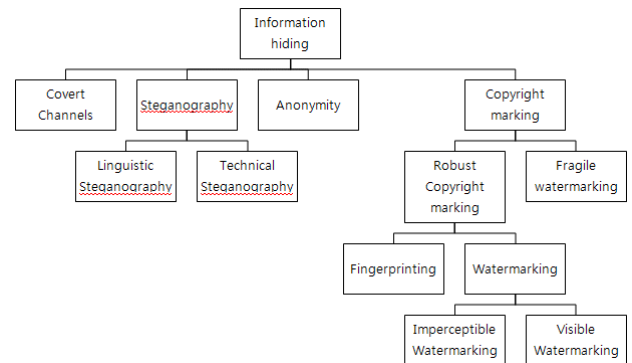 Information
hiding
Covert
Channels
Steganography
Anonymity
Copyright
marking
Linguistic
Steganography
Technical
Steganography
Robust
Copyright
marking
Fragile
watermarking
Fingerprinting
Watermarking
Imperceptible
Watermarking
Visible
Watermarking